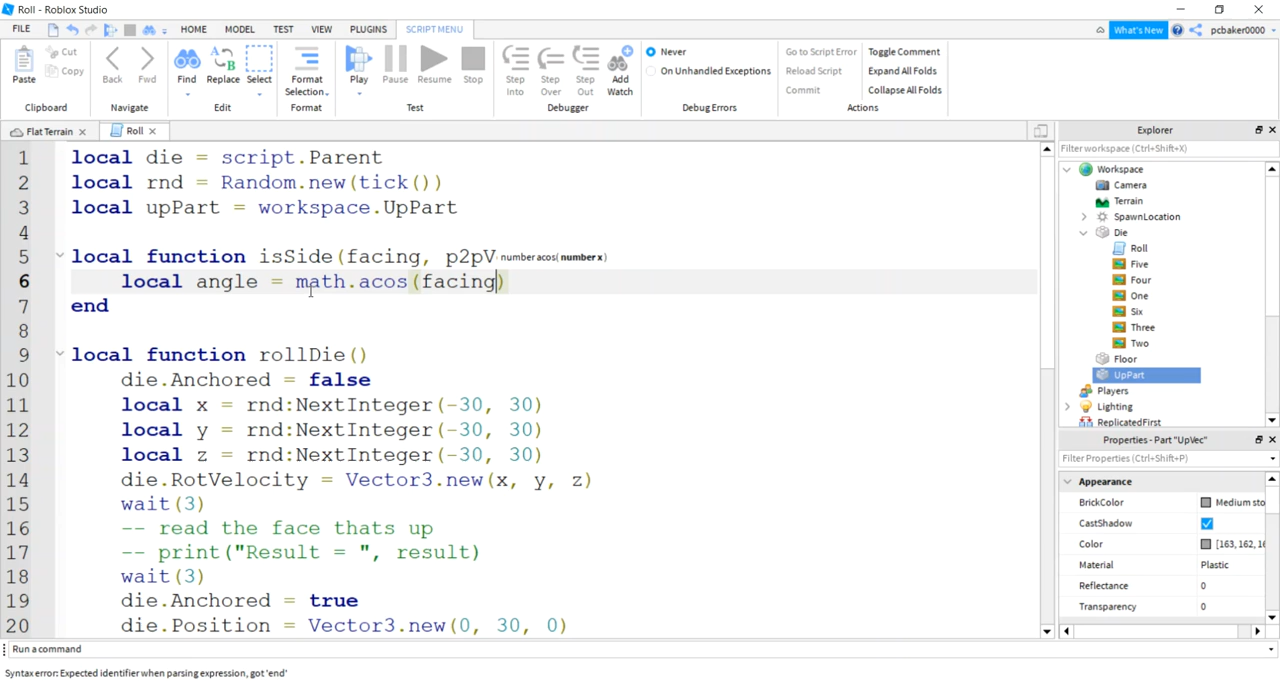 Roll - Roblox Studio
FILE HOME MODEL TEST VIEW PLUGINS SCRIPT MENU What's New pcbaker0000
Paste Cut Copy Back Fwd Find Replace Select Format Selection Play Pause Resume Stop Step Into Step Over Step Out Add Watch
Never
On Unhandled Exceptions
Go to Script Error Toggle Comment
Reload Script Expand All Folds
Commit Collapse All Folds
Clipboard Navigate Edit Format Test Debugger Debug Errors Actions
Flat Terrain Roll
1 local die = script.Parent
2 local rnd = Random.new(tick())
3 local upPart = workspace.UpPart
4
5 local function isSide(facing, p2pV number acos(number x)
6 local angle = math.acos(facing)
7 end
8
9 local function rollDie()
10 die.Anchored = false
11 local x = rnd:NextInteger(-30, 30)
12 local y = rnd:NextInteger(-30, 30)
13 local z = rnd:NextInteger(-30, 30)
14 die.RotVelocity = Vector3.new(x, y, z)
15 wait(3)
16 -- read the face thats up
17 -- print("Result = ", result)
18 wait(3)
19 die.Anchored = true
20 die.Position = Vector3.new(0, 30, 0)
Explorer
Filter workspace (Ctrl+Shift+X)
Workspace
Camera
Terrain
SpawnLocation
Die
Roll
Five
Four
One
Six
Three
Two
Floor
UpPart
Players
Lighting
ReplicatedFirst
Properties - Part "UpVec"
Filter Properties (Ctrl+Shift+P)
Appearance
BrickColor Medium sto
CastShadow
Color [163, 162, 16
Material Plastic
Reflectance 0
Transparency 0
Run a command
Syntax error: Expected identifier when parsing expression, got 'end'